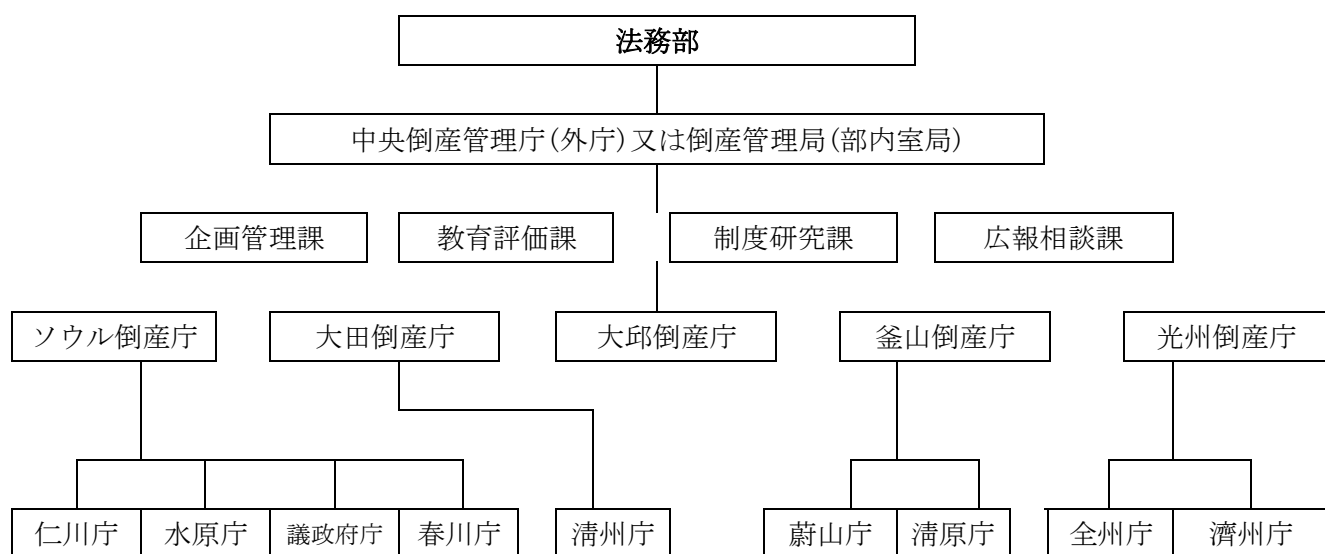 法務部
中央倒産管理庁(外庁)又は倒産管理局(部内室局)
企画管理課 教育評価課 制度研究課 広報相談課
ソウル倒産庁 大田倒産庁 大邱倒産庁 釜山倒産庁 光州倒産庁
仁川庁 水原庁 議政府庁 春川庁 淸州庁 蔚山庁 淸原庁 全州庁 濟州庁